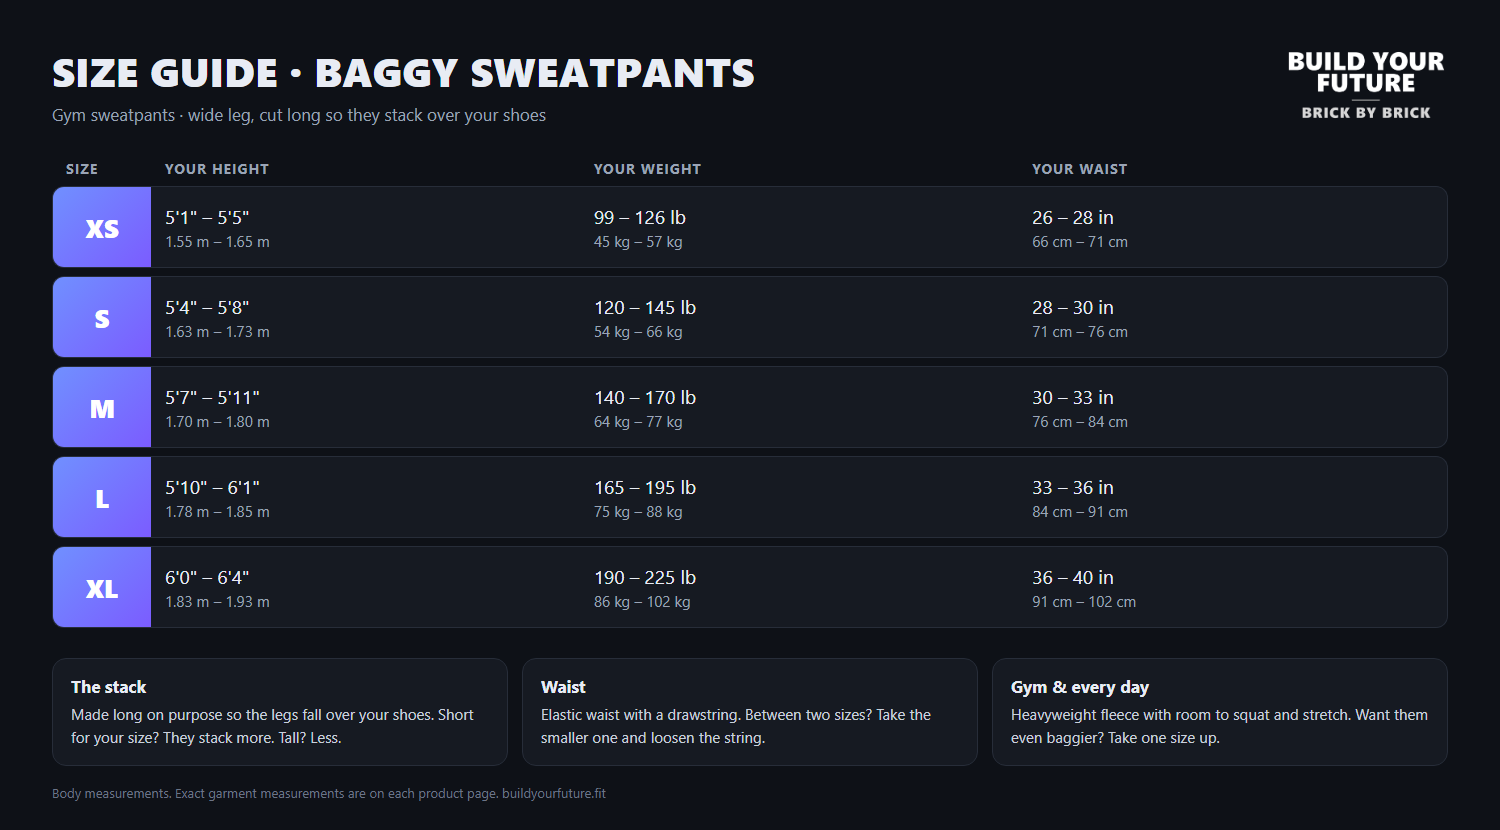 SIZE GUIDE · BAGGY SWEATPANTS
Gym sweatpants · wide leg, cut long so they stack over your shoes
BUILD YOUR
FUTURE
BRICK BY BRICK
SIZE YOUR HEIGHT YOUR WEIGHT YOUR WAIST
XS 5'1" – 5'5" 99 – 126 lb 26 – 28 in
1.55 m – 1.65 m 45 kg – 57 kg 66 cm – 71 cm
S 5'4" – 5'8" 120 – 145 lb 28 – 30 in
1.63 m – 1.73 m 54 kg – 66 kg 71 cm – 76 cm
M 5'7" – 5'11" 140 – 170 lb 30 – 33 in
1.70 m – 1.80 m 64 kg – 77 kg 76 cm – 84 cm
L 5'10" – 6'1" 165 – 195 lb 33 – 36 in
1.78 m – 1.85 m 75 kg – 88 kg 84 cm – 91 cm
XL 6'0" – 6'4" 190 – 225 lb 36 – 40 in
1.83 m – 1.93 m 86 kg – 102 kg 91 cm – 102 cm
The stack
Made long on purpose so the legs fall over your shoes. Short
for your size? They stack more. Tall? Less.
Waist
Elastic waist with a drawstring. Between two sizes? Take the
smaller one and loosen the string.
Gym & every day
Heavyweight fleece with room to squat and stretch. Want them
even baggier? Take one size up.
Body measurements. Exact garment measurements are on each product page. buildyourfuture.fit